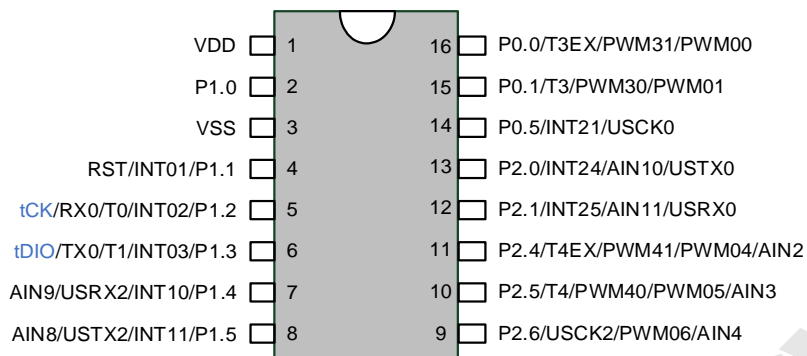 VDD 1 16 P0.0/T3EX/PWM31/PWM00
P1.0 2 15 P0.1/T3/PWM30/PWM01
VSS 3 14 P0.5/INT21/USCK0
RST/INT01/P1.1 4 13 P2.0/INT24/AIN10/USTX0
tCK/RX0/T0/INT02/P1.2 5 12 P2.1/INT25/AIN11/USRX0
tDIO/TX0/T1/INT03/P1.3 6 11 P2.4/T4EX/PWM41/PWM04/AIN2
AIN9/USRX2/INT10/P1.4 7 10 P2.5/T4/PWM40/PWM05/AIN3
AIN8/USTX2/INT11/P1.5 8 9 P2.6/USCK2/PWM06/AIN4